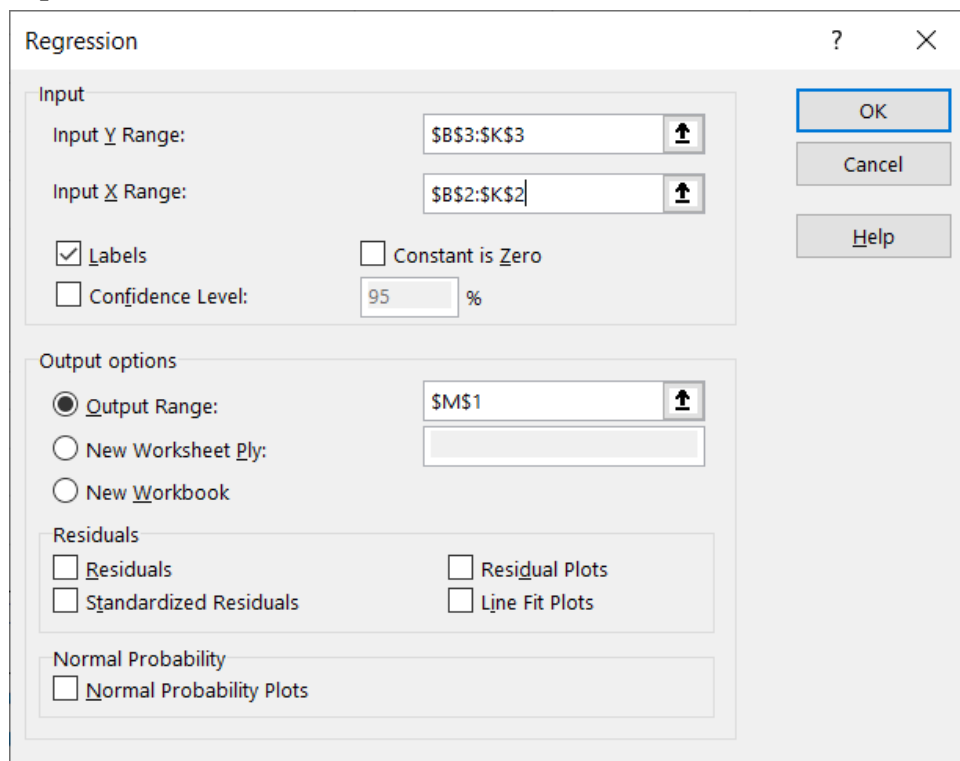 Regression ?
Input
Input Y Range: $B$3:$K$3
Input X Range: $B$2:$K$2
Labels Constant is Zero
Confidence Level: 95 %
OK
Cancel
Help
Output options
Output Range: $M$1
New Worksheet Ply:
New Workbook
Residuals
Residuals Residual Plots
Standardized Residuals Line Fit Plots
Normal Probability
Normal Probability Plots